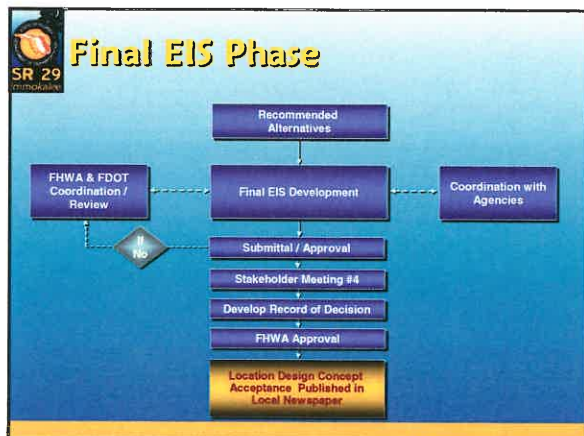 SR 29
Immokalee
Final EIS Phase
Recommended
Alternatives
FHWA & FDOT
Coordination /
Review
Final EIS Development
Coordination with
Agencies
If
No
Submittal / Approval
Stakeholder Meeting #4
Develop Record of Decision
FHWA Approval
Location Design Concept
Acceptance Published in
Local Newspaper